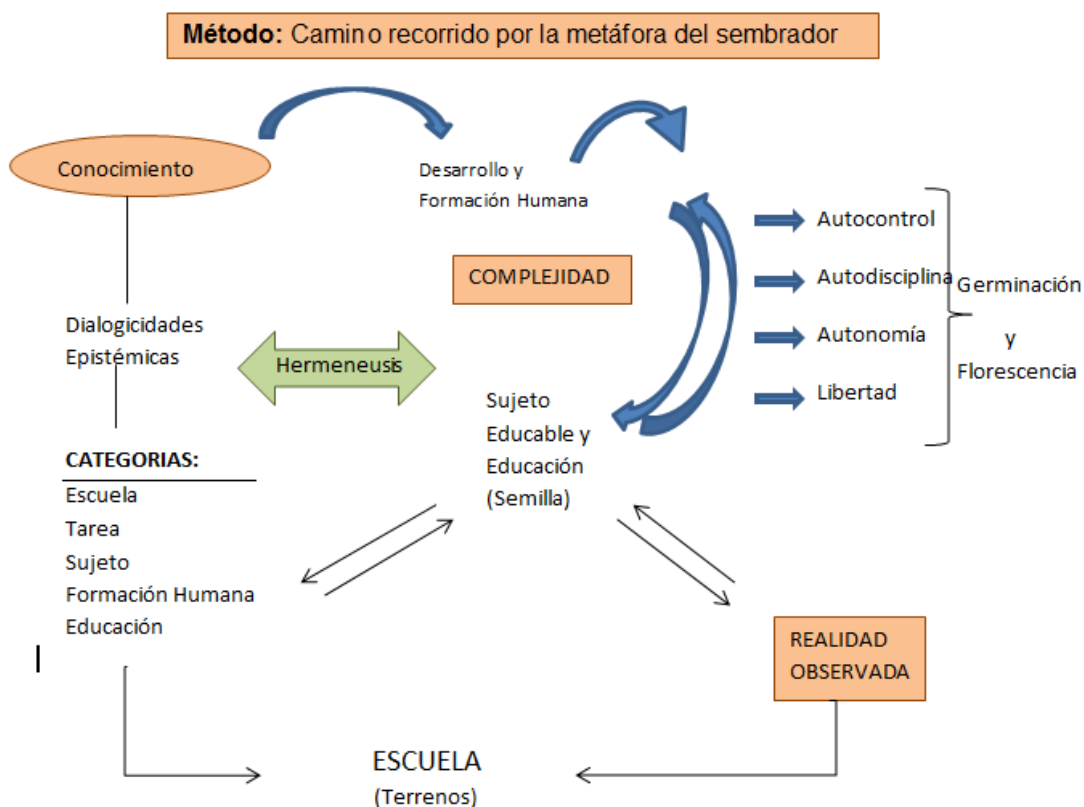 Método: Camino recorrido por la metáfora del sembrador
Conocimiento
Desarrollo y
Formación Humana
COMPLEJIDAD
Autocontrol
Autodisciplina
Autonomía
Libertad
Germinación
y
Florescencia
Dialogicidades
Epistémicas
Hermeneusis
Sujeto
Educable y
Educación
(Semilla)
CATEGORIAS:
Escuela
Tarea
Sujeto
Formación Humana
Educación
REALIDAD
OBSERVADA
ESCUELA
(Terrenos)